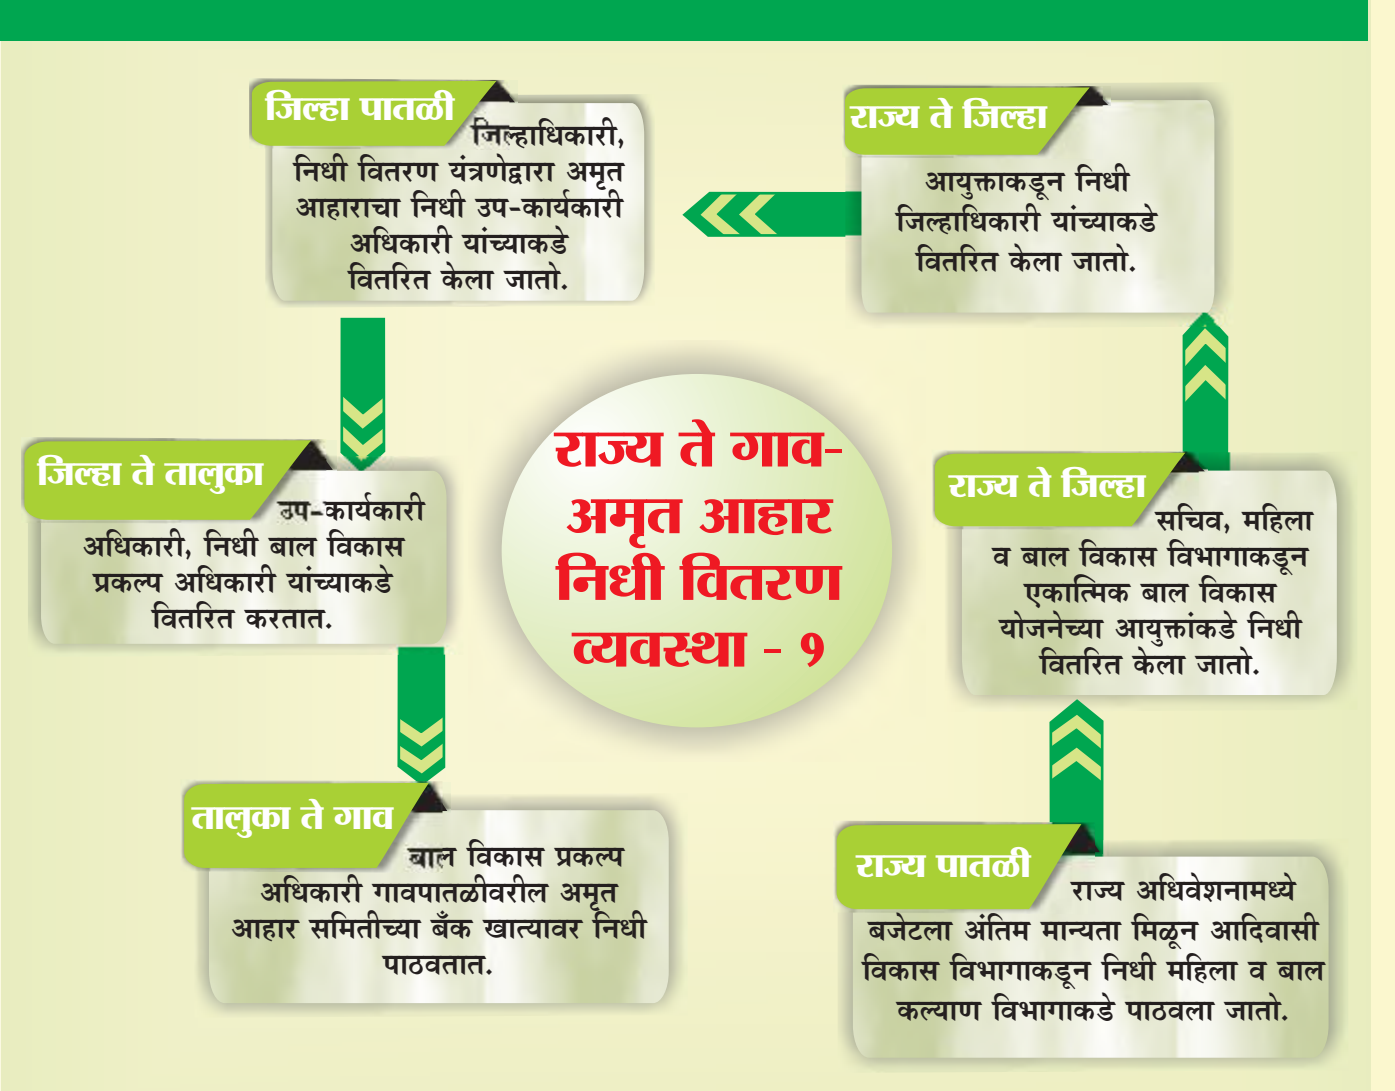 जिल्हा पातळी
जिल्हाधिकारी,
निधी वितरण यंत्रणेद्वारा अमृत
आहाराचा निधी उप-कार्यकारी
अधिकारी यांच्याकडे
वितरित केला जातो.
राज्य ते जिल्हा
आयुक्ताकडून निधी
जिल्हाधिकारी यांच्याकडे
वितरित केला जातो.
राज्य ते गाव-
अमृत आहार
निधी वितरण
व्यवस्था - १
जिल्हा ते तालुका
उप-कार्यकारी
अधिकारी, निधी बाल विकास
प्रकल्प अधिकारी यांच्याकडे
वितरित करतात.
राज्य ते जिल्हा
सचिव, महिला
व बाल विकास विभागाकडून
एकात्मिक बाल विकास
योजनेच्या आयुक्तांकडे निधी
वितरित केला जातो.
तालुका ते गाव
बाल विकास प्रकल्प
अधिकारी गावपातळीवरील अमृत
आहार समितीच्या बँक खात्यावर निधी
पाठवतात.
राज्य पातळी
राज्य अधिवेशनामध्ये
बजेटला अंतिम मान्यता मिळून आदिवासी
विकास विभागाकडून निधी महिला व बाल
कल्याण विभागाकडे पाठवला जातो.